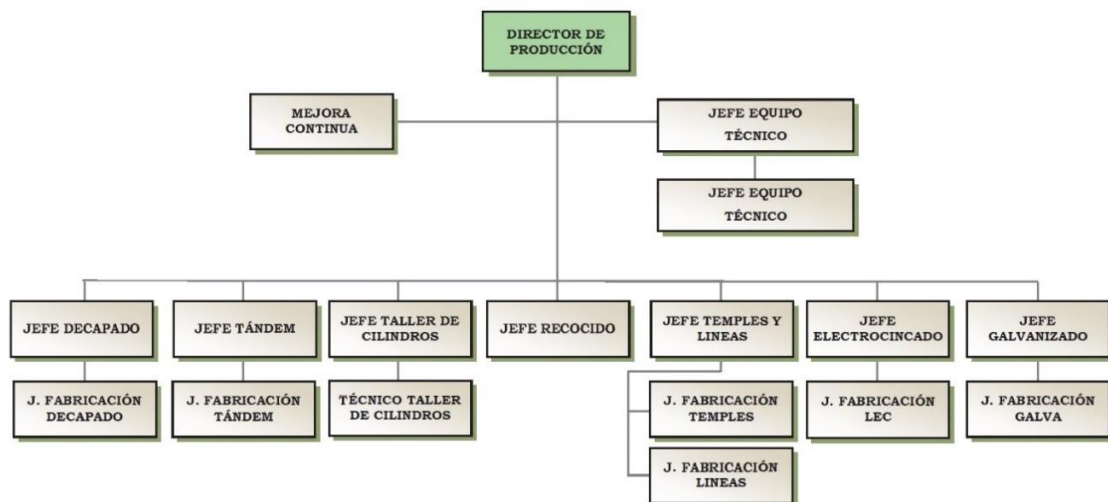 DIRECTOR DE
PRODUCCIÓN
MEJORA
CONTINUA
JEFE EQUIPO
TÉCNICO
JEFE EQUIPO
TÉCNICO
JEFE DECAPADO
JEFE TÁNDEM
JEFE TALLER DE
CILINDROS
JEFE RECOCIDO
JEFE TEMPLES Y
LINEAS
JEFE
ELECTROCINCADO
JEFE
GALVANIZADO
J. FABRICACIÓN
DECAPADO
J. FABRICACIÓN
TÁNDEM
TÉCNICO TALLER
DE CILINDROS
J. FABRICACIÓN
TEMPLES
J. FABRICACIÓN
LEC
J. FABRICACIÓN
GALVA
J. FABRICACIÓN
LINEAS